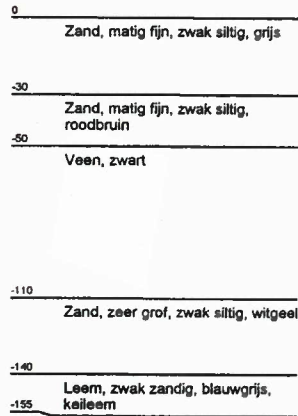 0
Zand, matig fijn, zwak siltig, grijs
-30
Zand, matig fijn, zwak siltig,
roodbruin
-50
Veen, zwart
-110
Zand, zeer grof, zwak siltig, witgeel
-140
Leem, zwak zandig, blauwgrijs,
keileem
-155